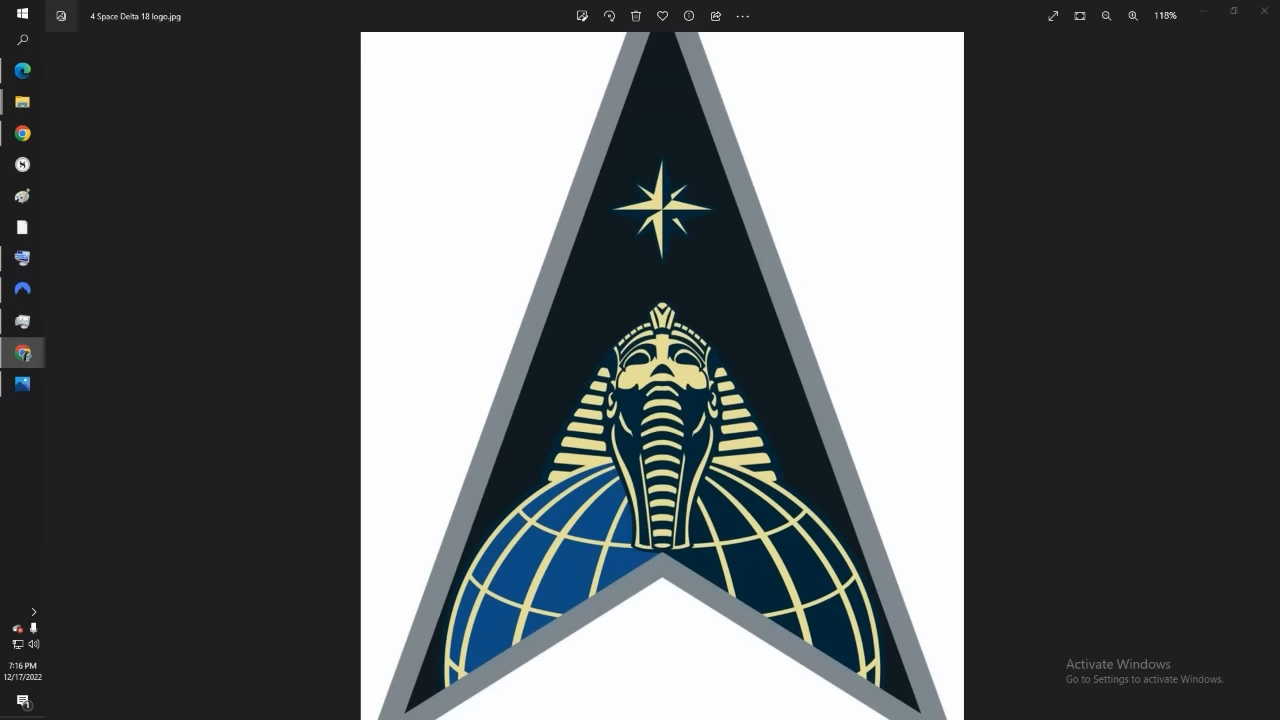 4 Space Delta 18 logo.jpg
118%
Activate Windows
Go to Settings to activate Windows.
7:16 PM
12/17/2022